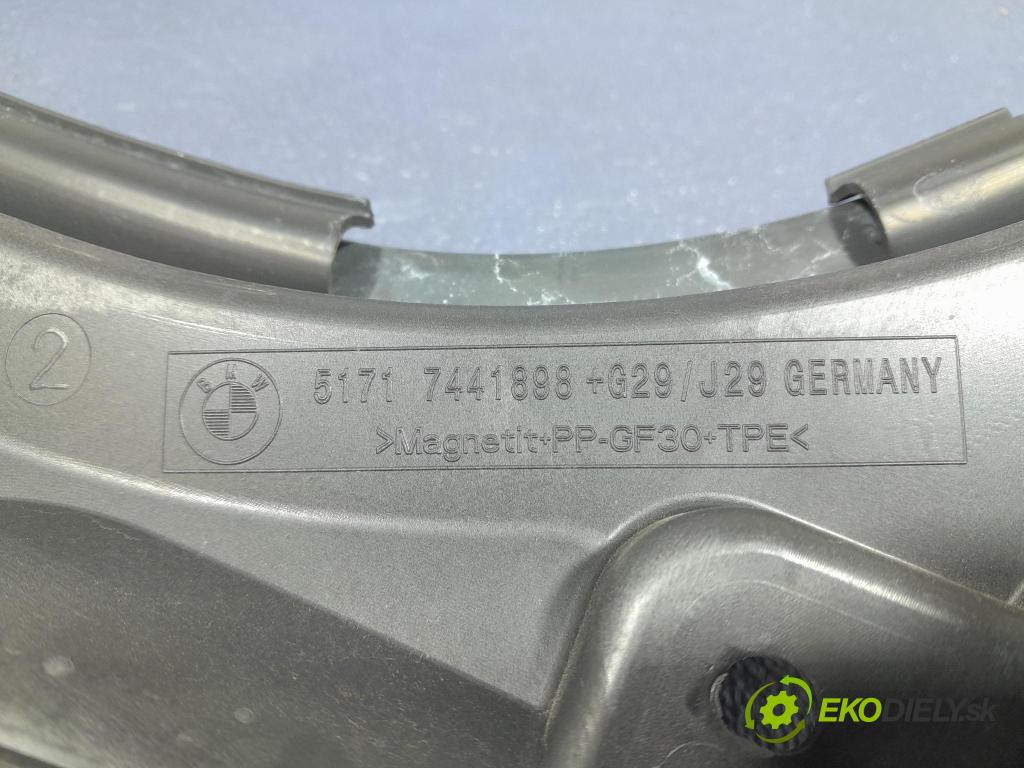 2
BMW
5171 7441898 +G29/J29 GERMANY
>Magnetit+PP-GF30+TPE<
EKODIELY.sk